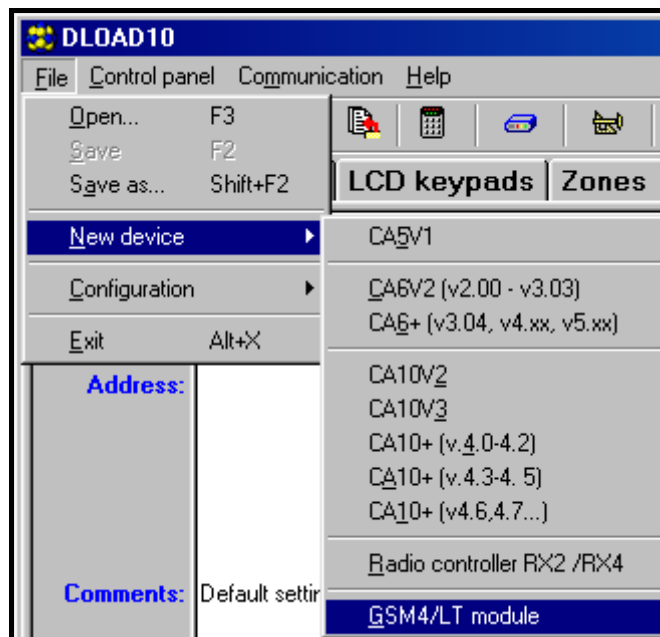 DLOAD10
File Control panel Communication Help
Open... F3
Save F2
Save as... Shift+F2
LCD keypads Zones
New device
CA5V1
Configuration
CA6V2 (v2.00 - v3.03)
CA6+ (v3.04, v4.xx, v5.xx)
Exit Alt+X
Address:
CA10V2
CA10V3
CA10+ (v.4.0-4.2)
CA10+ (v.4.3-4. 5)
CA10+ (v4.6,4.7...)
Radio controller RX2 /RX4
Comments: Default settin
GSM4/LT module